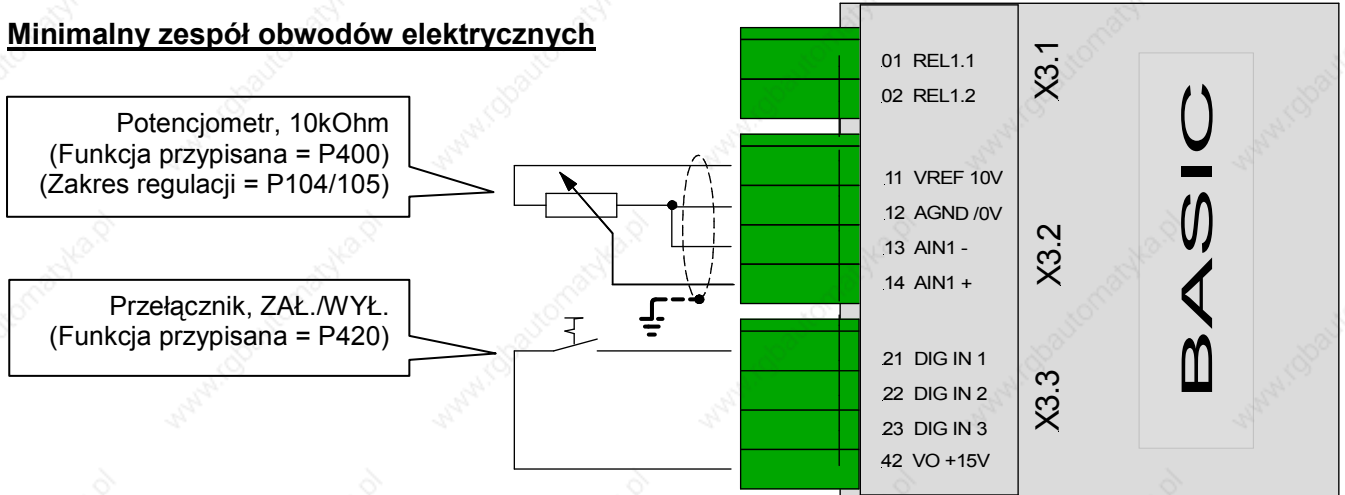 Minimalny zespół obwodów elektrycznych
Potencjometr, 10kOhm
(Funkcja przypisana = P400)
(Zakres regulacji = P104/105)
Przełącznik, ZAŁ./WYŁ.
(Funkcja przypisana = P420)
01 REL1.1
02 REL1.2
X3.1
11 VREF 10V
12 AGND /0V
13 AIN1 -
14 AIN1 +
X3.2
21 DIG IN 1
22 DIG IN 2
23 DIG IN 3
42 VO +15V
X3.3
BASIC
www.rgbautomatyka.pl